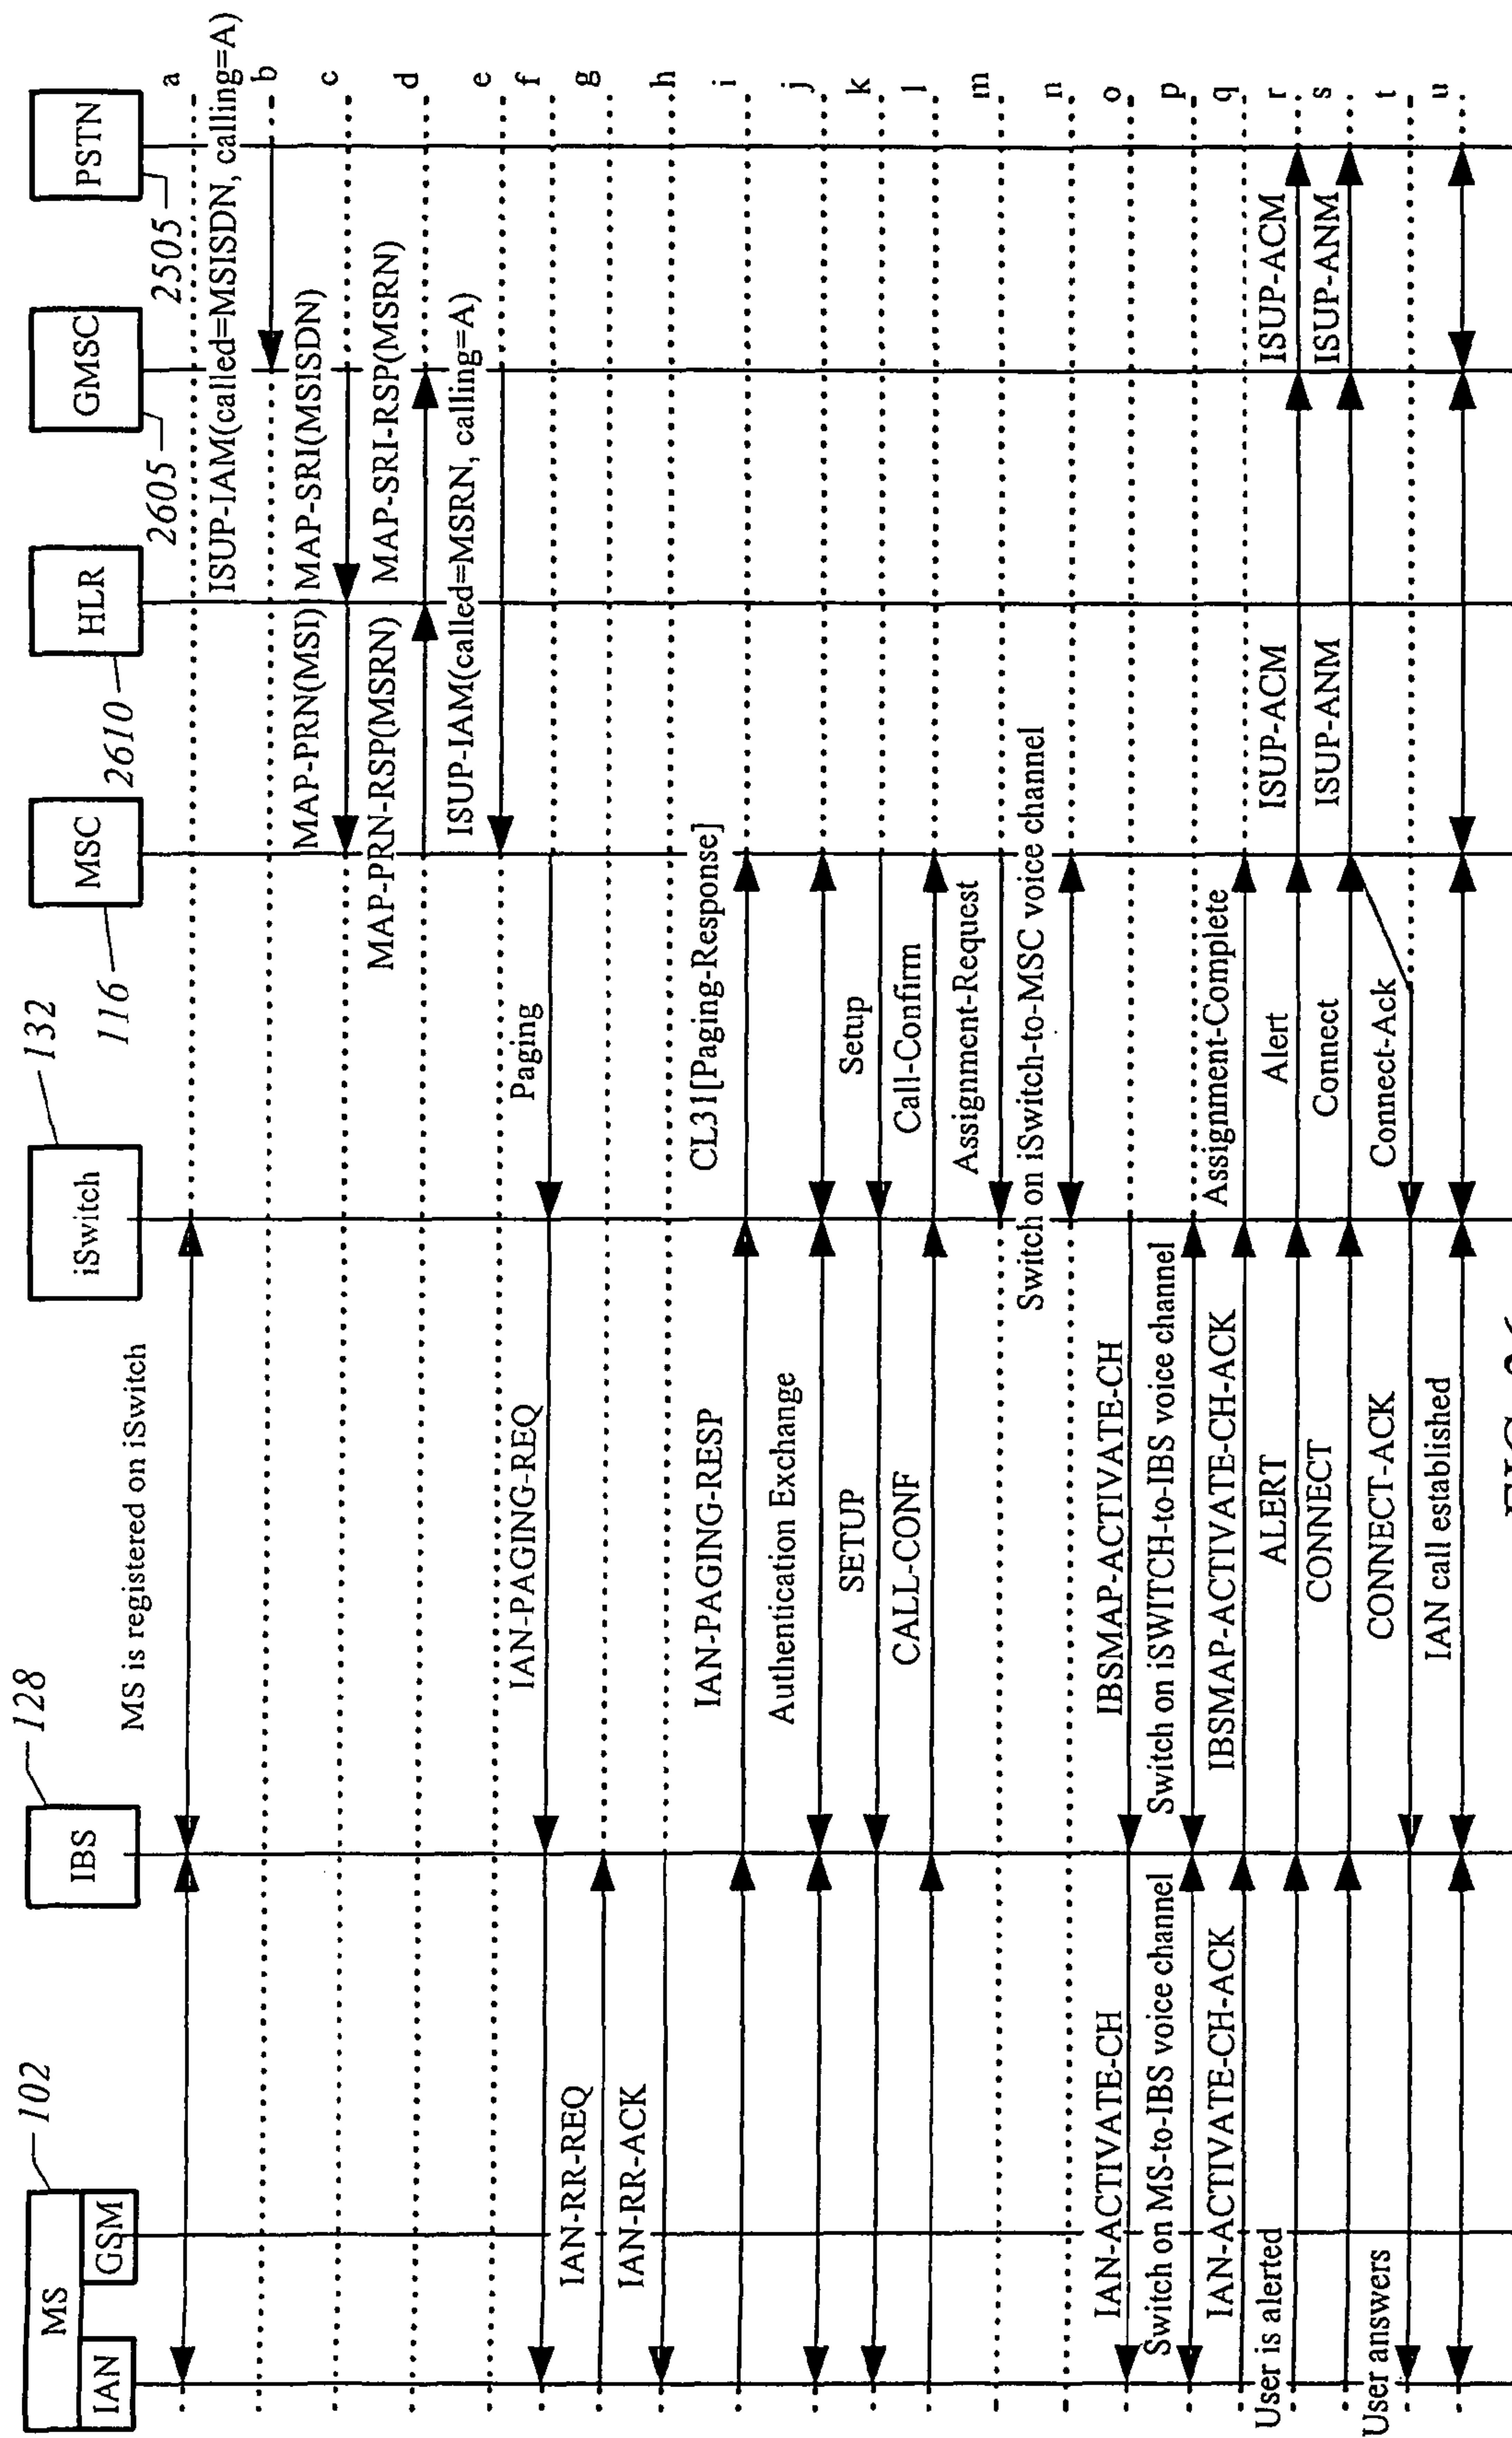 102
MS
IAN
GSM
128
IBS
132
iSwitch
116
MSC
2610
HLR
2605
GMSC
2505
PSTN
MS is registered on iSwitch
a
ISUP-IAM(called=MSISDN, calling=A)
b
MAP-PRN(MSI)
MAP-SRI(MSISDN)
c
MAP-PRN-RSP(MSRN)
MAP-SRI-RSP(MSRN)
d
ISUP-IAM(called=MSRN, calling=A)
e
IAN-PAGING-REQ
Paging
f
IAN-RR-REQ
g
IAN-RR-ACK
h
IAN-PAGING-RESP
CL31[Paging-Response]
i
Authentication Exchange
j
SETUP
Setup
k
CALL-CONF
Call-Confirm
l
Assignment-Request
m
Switch on iSwitch-to-MSC voice channel
n
IAN-ACTIVATE-CH
IBSMAP-ACTIVATE-CH
o
Switch on MS-to-IBS voice channel
Switch on iSWITCH-to-IBS voice channel
p
IAN-ACTIVATE-CH-ACK
IBSMAP-ACTIVATE-CH-ACK
Assignment-Complete
q
User is alerted
ALERT
Alert
ISUP-ACM
ISUP-ACM
r
CONNECT
Connect
ISUP-ANM
ISUP-ANM
s
User answers
CONNECT-ACK
Connect-Ack
t
IAN call established
u